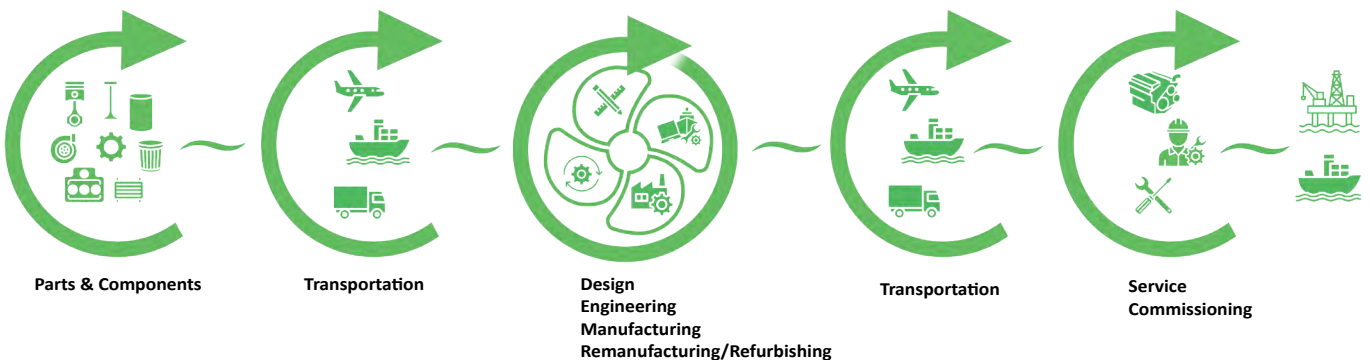 Parts & Components
Transportation
Design
Engineering
Manufacturing
Remanufacturing/Refurbishing
Transportation
Service
Commissioning